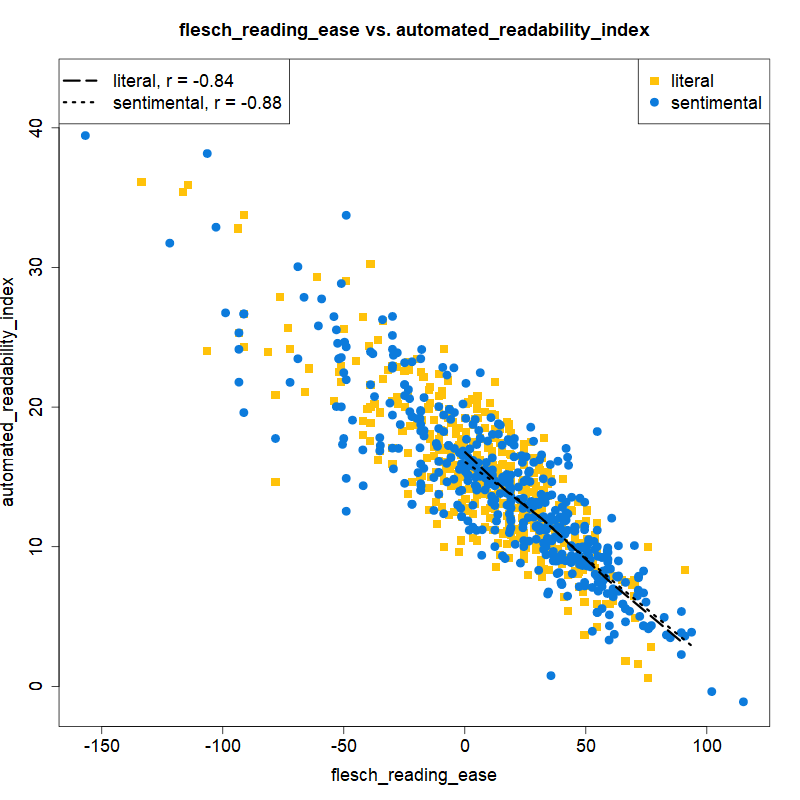 flesch_reading_ease vs. automated_readability_index
literal, r = -0.84
sentimental, r = -0.88
literal
sentimental
automated_readability_index
40
30
20
10
0
-150 -100 -50 0 50 100
flesch_reading_ease